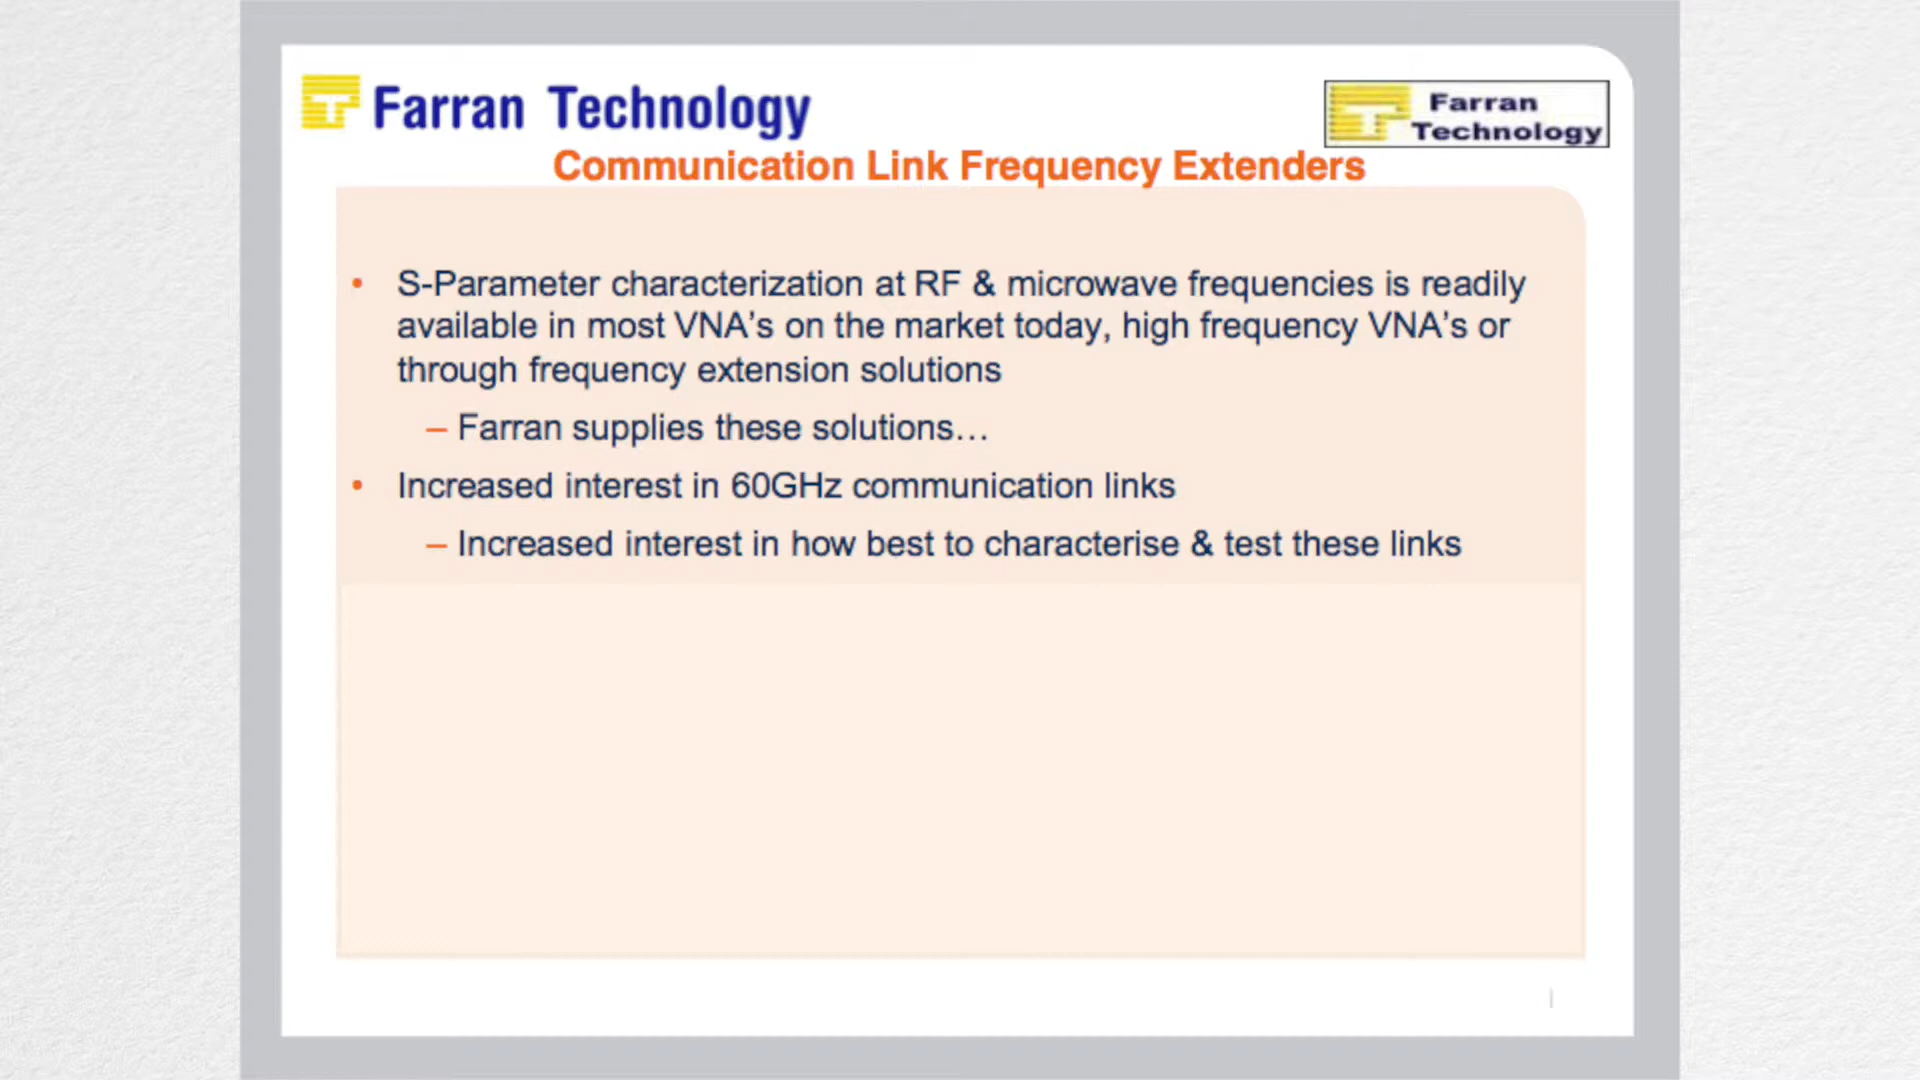 Farran Technology
Farran
Technology
Communication Link Frequency Extenders
• S-Parameter characterization at RF & microwave frequencies is readily
available in most VNA's on the market today, high frequency VNA's or
through frequency extension solutions
– Farran supplies these solutions…
• Increased interest in 60GHz communication links
– Increased interest in how best to characterise & test these links